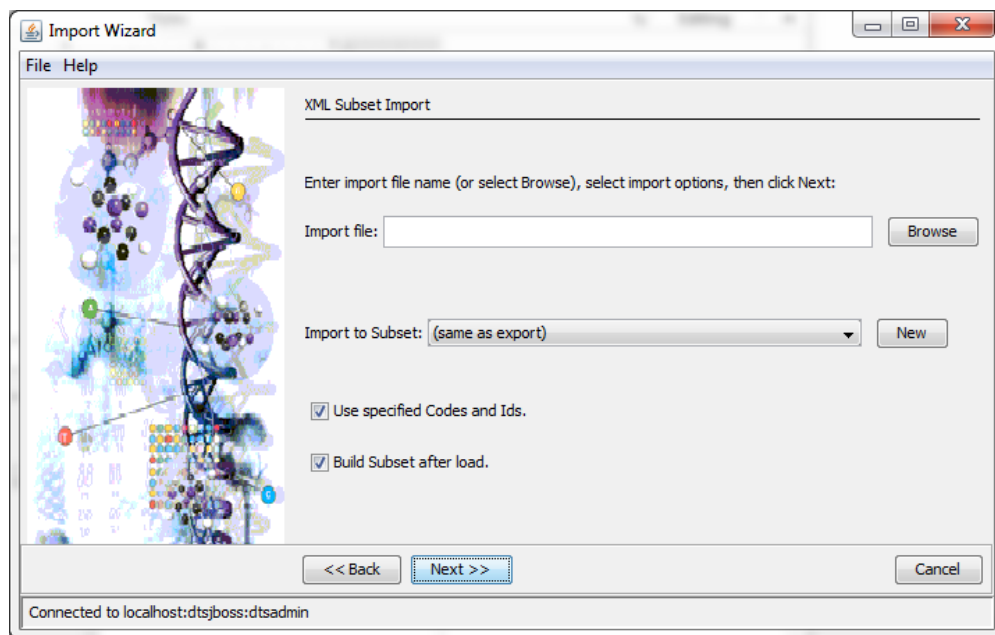 Import Wizard
File Help
XML Subset Import
Enter import file name (or select Browse), select import options, then click Next:
Import file:
Browse
Import to Subset: (same as export)
New
Use specified Codes and Ids.
Build Subset after load.
<< Back
Next >>
Cancel
Connected to localhost:dtsjboss:dtsadmin